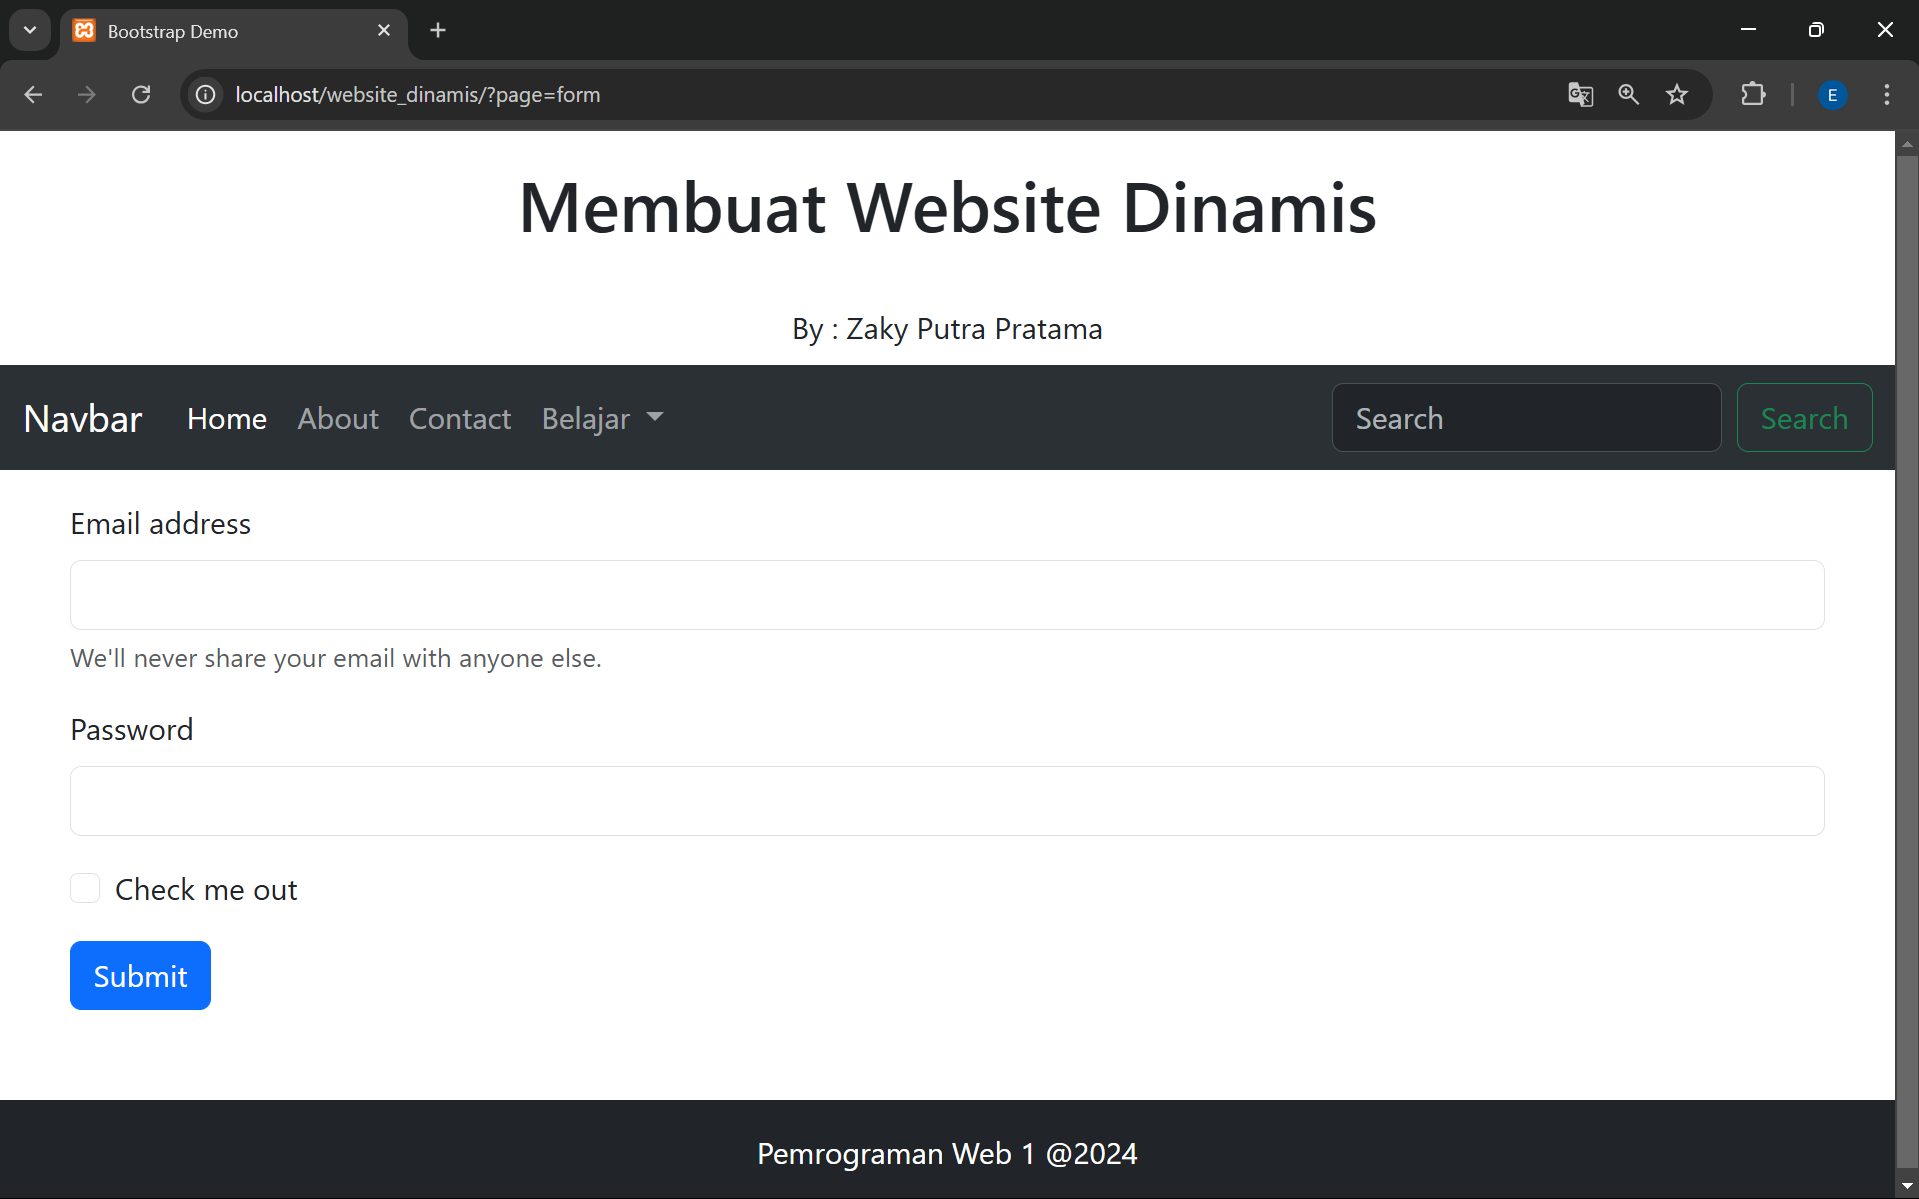 Bootstrap Demo
localhost/website_dinamis/?page=form
E
Membuat Website Dinamis
By : Zaky Putra Pratama
Navbar Home About Contact Belajar Search Search
Email address
We'll never share your email with anyone else.
Password
Check me out
Submit
Pemrograman Web 1 @2024